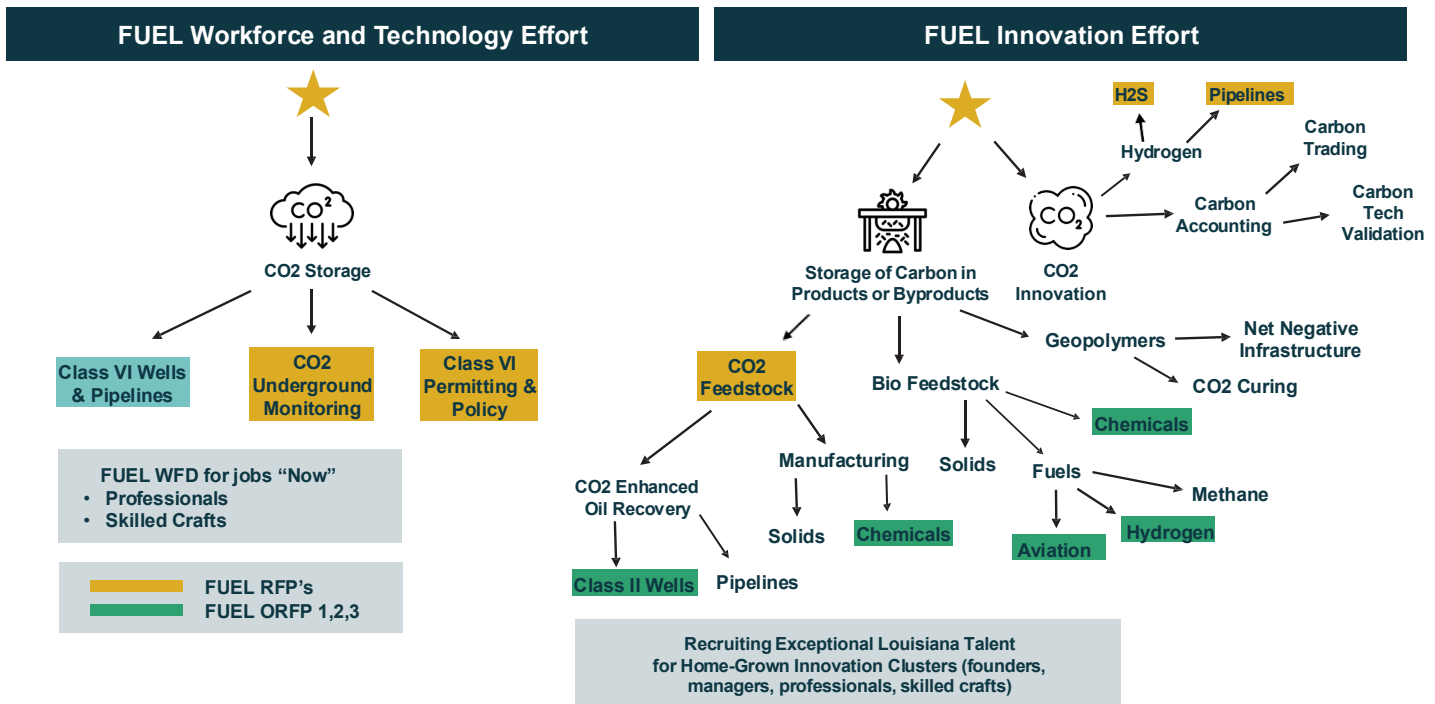 FUEL Workforce and Technology Effort
CO2
CO2 Storage
Class VI Wells
& Pipelines
CO2
Underground
Monitoring
Class VI
Permitting &
Policy
FUEL WFD for jobs “Now”
• Professionals
• Skilled Crafts
FUEL RFP's
FUEL ORFP 1,2,3
FUEL Innovation Effort
H2S
Pipelines
Hydrogen
Carbon
Trading
Carbon
Accounting
Carbon
Tech
Validation
CO2
CO2
Innovation
Storage of Carbon in
Products or Byproducts
Geopolymers
Net Negative
Infrastructure
CO2 Curing
CO2
Feedstock
Bio Feedstock
Chemicals
Manufacturing
Solids
Fuels
Methane
CO2 Enhanced
Oil Recovery
Solids
Chemicals
Aviation
Hydrogen
Class II Wells
Pipelines
Recruiting Exceptional Louisiana Talent
for Home-Grown Innovation Clusters (founders,
managers, professionals, skilled crafts)